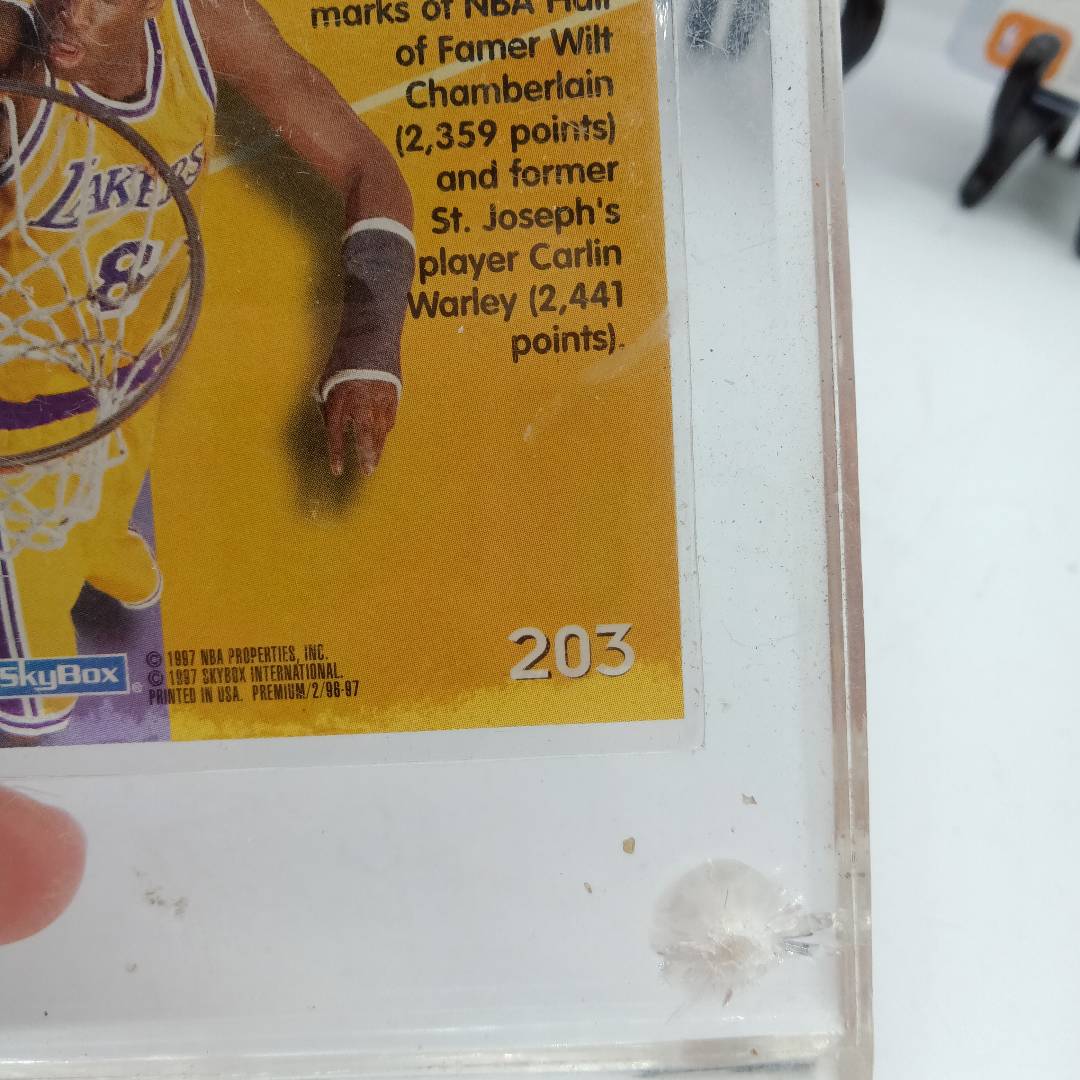 marks of NBA Hall
of Famer Wilt
Chamberlain
(2,359 points)
and former
St. Joseph's
player Carlin
Warley (2,441
points).
LAKERS
8
SkyBox
®
© 1997 NBA PROPERTIES, INC.
© 1997 SKYBOX INTERNATIONAL.
PRINTED IN USA. PREMIUM/2/96-97
203